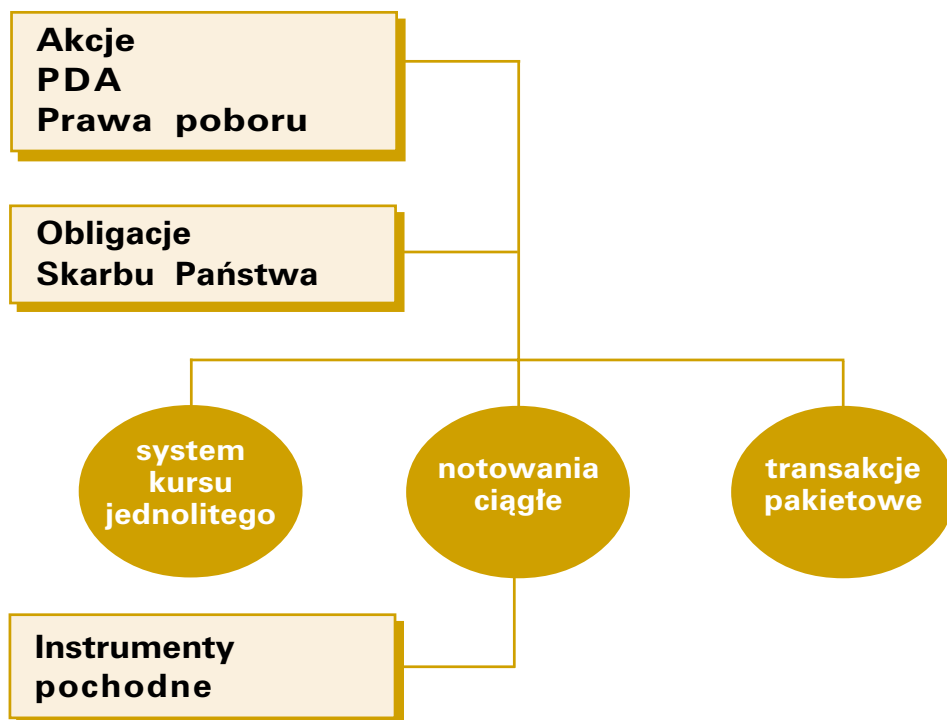 Akcje
PDA
Prawa poboru
Obligacje
Skarbu Państwa
system
kursu
jednolitego
notowania
ciągłe
transakcje
pakietowe
Instrumenty
pochodne